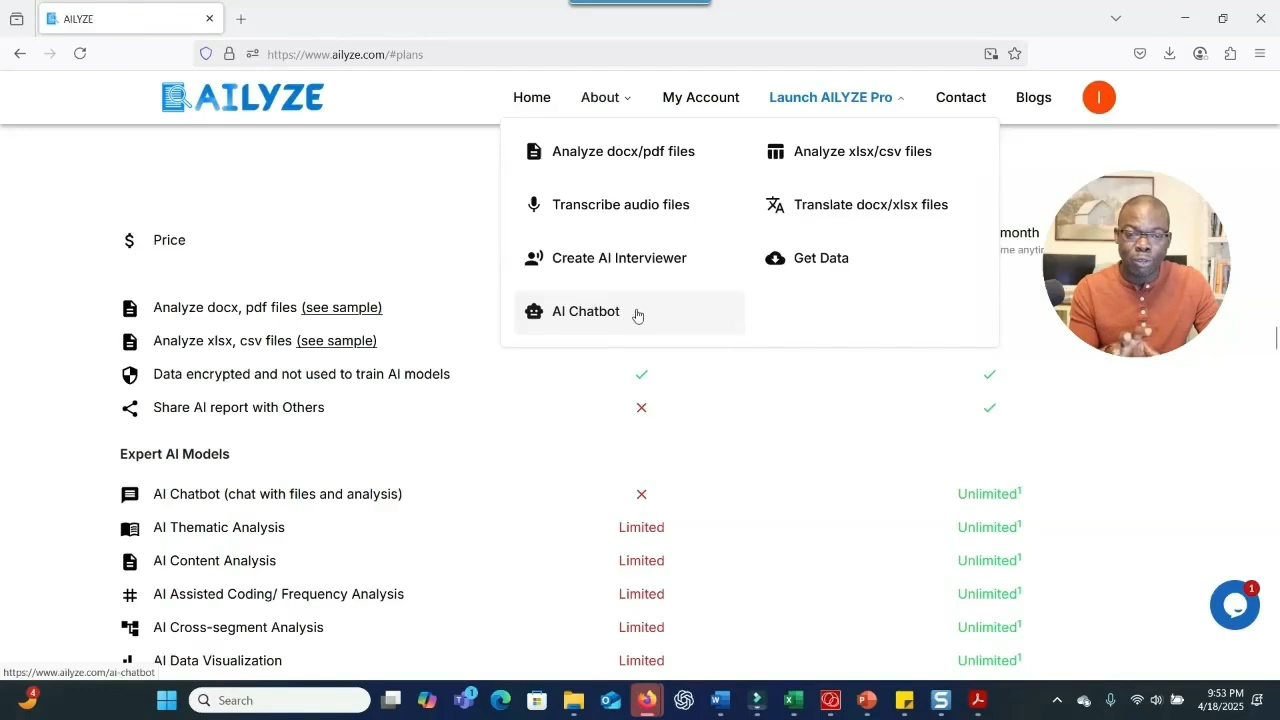 AILYZE
https://www.ailyze.com/#plans
AILYZE
Home
About
My Account
Launch AILYZE Pro
Contact
Blogs
I
Analyze docx/pdf files
Analyze xlsx/csv files
Transcribe audio files
Translate docx/xlsx files
Create AI Interviewer
Get Data
AI Chatbot
$ Price
month
me anytir
Analyze docx, pdf files (see sample)
Analyze xlsx, csv files (see sample)
Data encrypted and not used to train AI models
Share AI report with Others
Expert AI Models
AI Chatbot (chat with files and analysis)
Unlimited1
AI Thematic Analysis
Limited
Unlimited1
AI Content Analysis
Limited
Unlimited1
AI Assisted Coding/ Frequency Analysis
Limited
Unlimited1
AI Cross-segment Analysis
Limited
Unlimited1
AI Data Visualization
Limited
Unlimited1
1
https://www.ailyze.com/ai-chatbot
4
Search
1
9:53 PM
4/18/2025